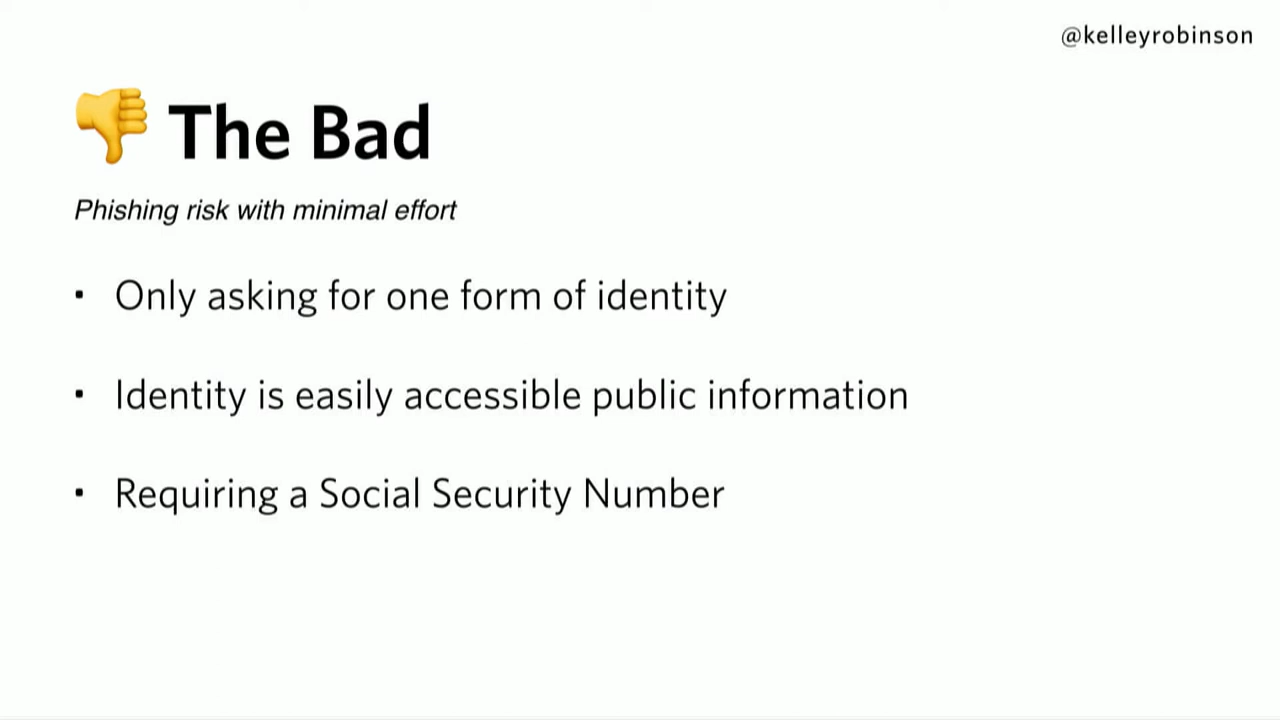 @kelleyrobinson
👎 The Bad
Phishing risk with minimal effort
▪ Only asking for one form of identity
▪ Identity is easily accessible public information
▪ Requiring a Social Security Number